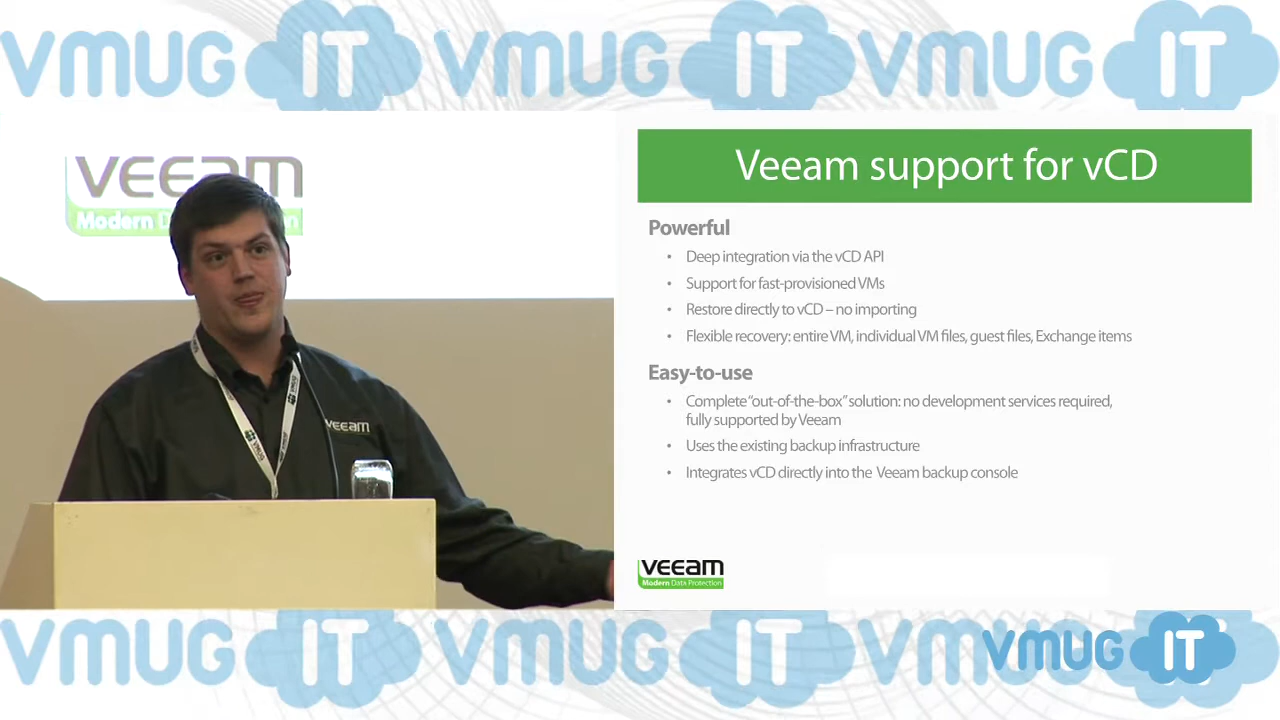 VMUG IT VMUG IT VMUG IT
veeam
Modern D n
Veeam support for vCD
Powerful
• Deep integration via the vCD API
• Support for fast-provisioned VMs
• Restore directly to vCD – no importing
• Flexible recovery: entire VM, individual VM files, guest files, Exchange items
Easy-to-use
• Complete “out-of-the-box” solution: no development services required,
fully supported by Veeam
• Uses the existing backup infrastructure
• Integrates vCD directly into the Veeam backup console
veeam
VMUG
VMUG
veeam
Modern Data Protection
VMUG IT VMUG IT VMUG IT